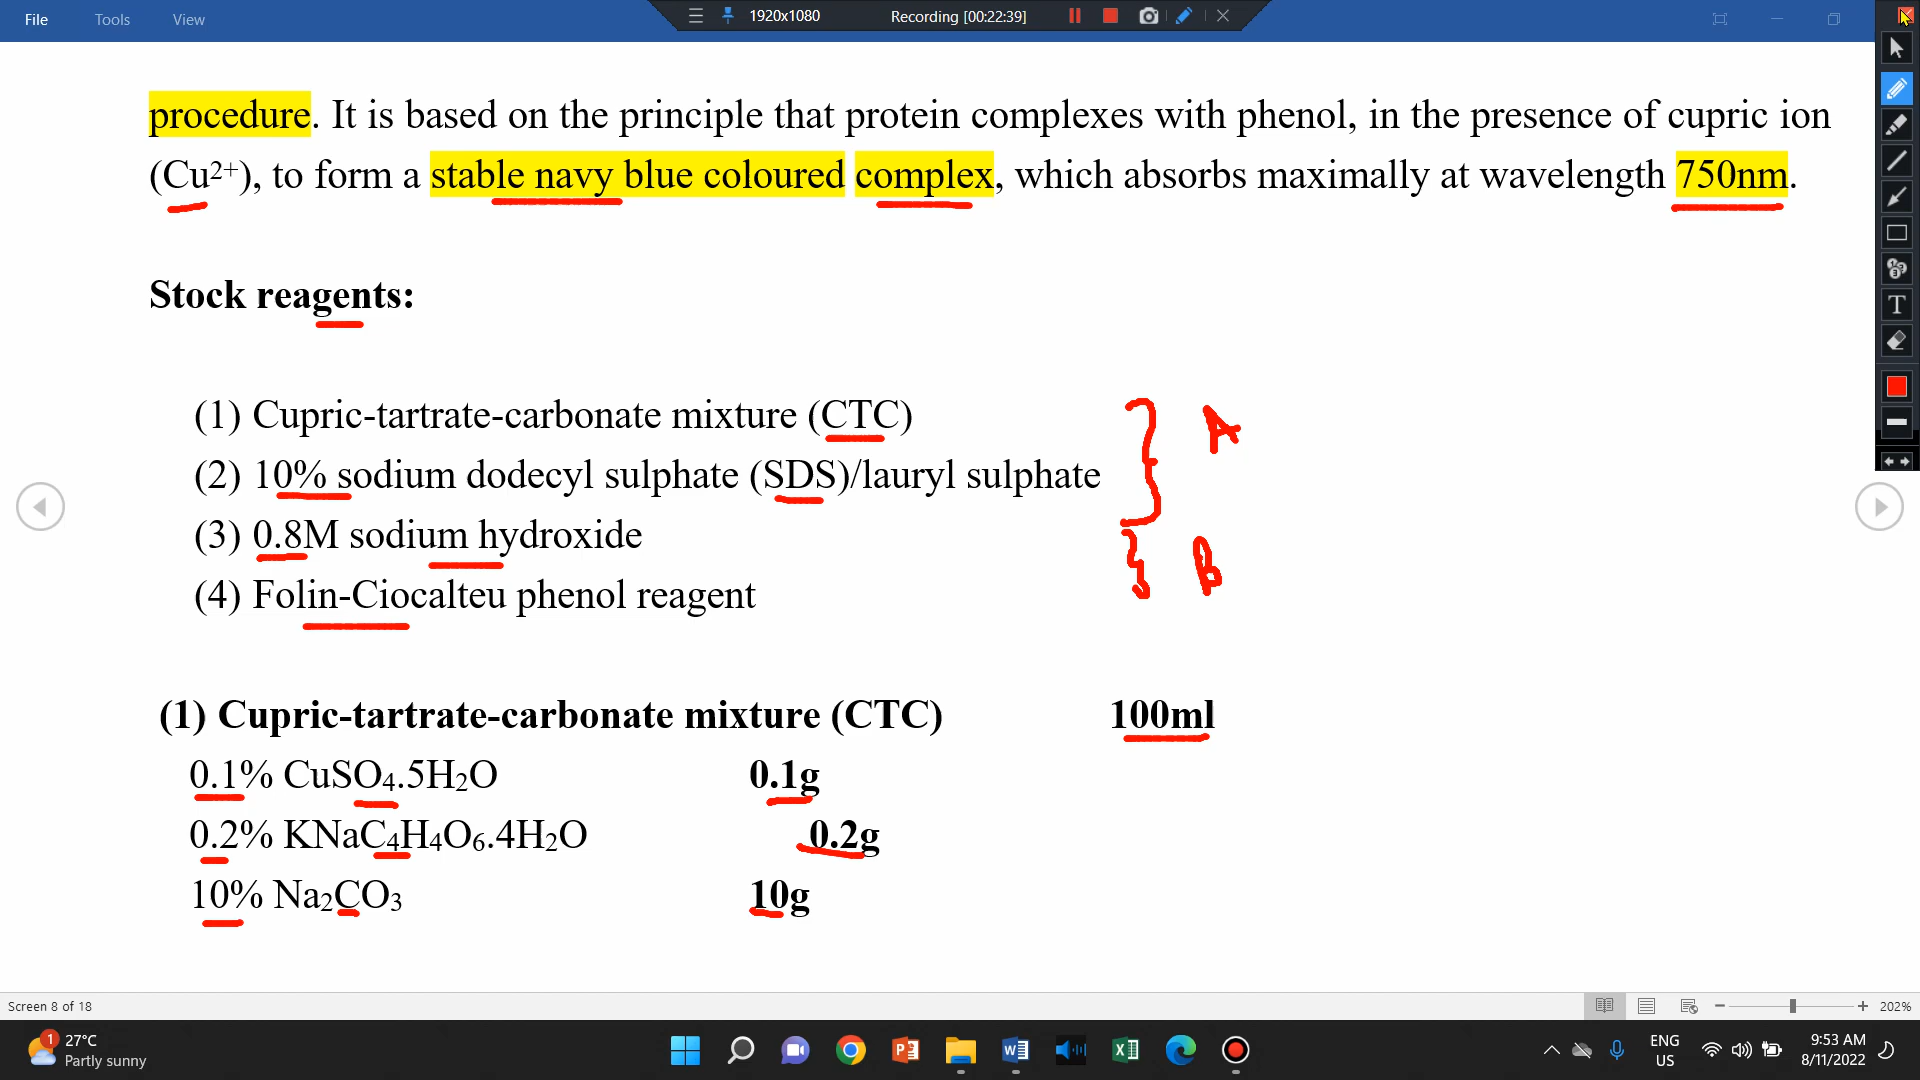 File Tools View
1920x1080 Recording [00:22:39]
procedure. It is based on the principle that protein complexes with phenol, in the presence of cupric ion
(Cu²⁺), to form a stable navy blue coloured complex, which absorbs maximally at wavelength 750nm.
Stock reagents:
(1) Cupric-tartrate-carbonate mixture (CTC)
A
(2) 10% sodium dodecyl sulphate (SDS)/lauryl sulphate
(3) 0.8M sodium hydroxide
B
(4) Folin-Ciocalteu phenol reagent
(1) Cupric-tartrate-carbonate mixture (CTC) 100ml
0.1% CuSO₄.5H₂O 0.1g
0.2% KNaC₄H₄O₆.4H₂O 0.2g
10% Na₂CO₃ 10g
Screen 8 of 18
202%
1
27°C
Partly sunny
ENG
US
9:53 AM
8/11/2022